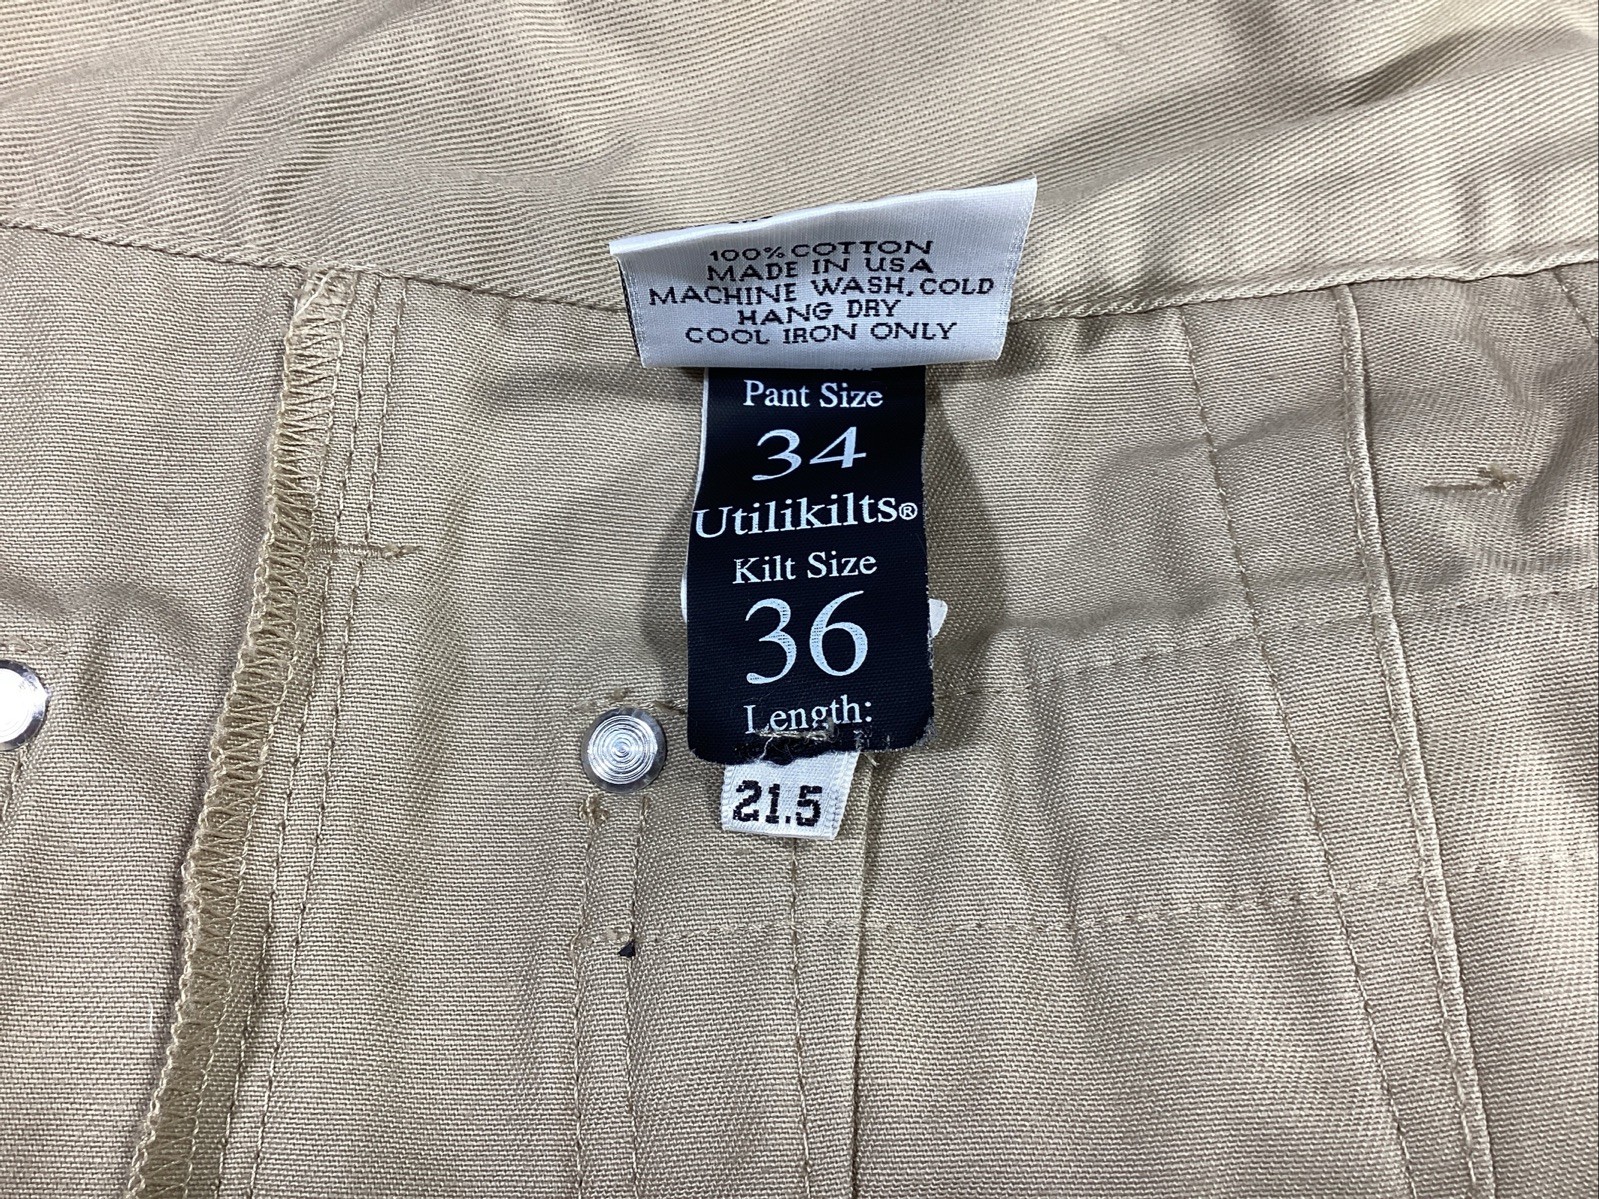 100% COTTON
MADE IN USA
MACHINE WASH, COLD
HANG DRY
COOL IRON ONLY
Pant Size
34
Utilikilts®
Kilt Size
36
Length:
21.5